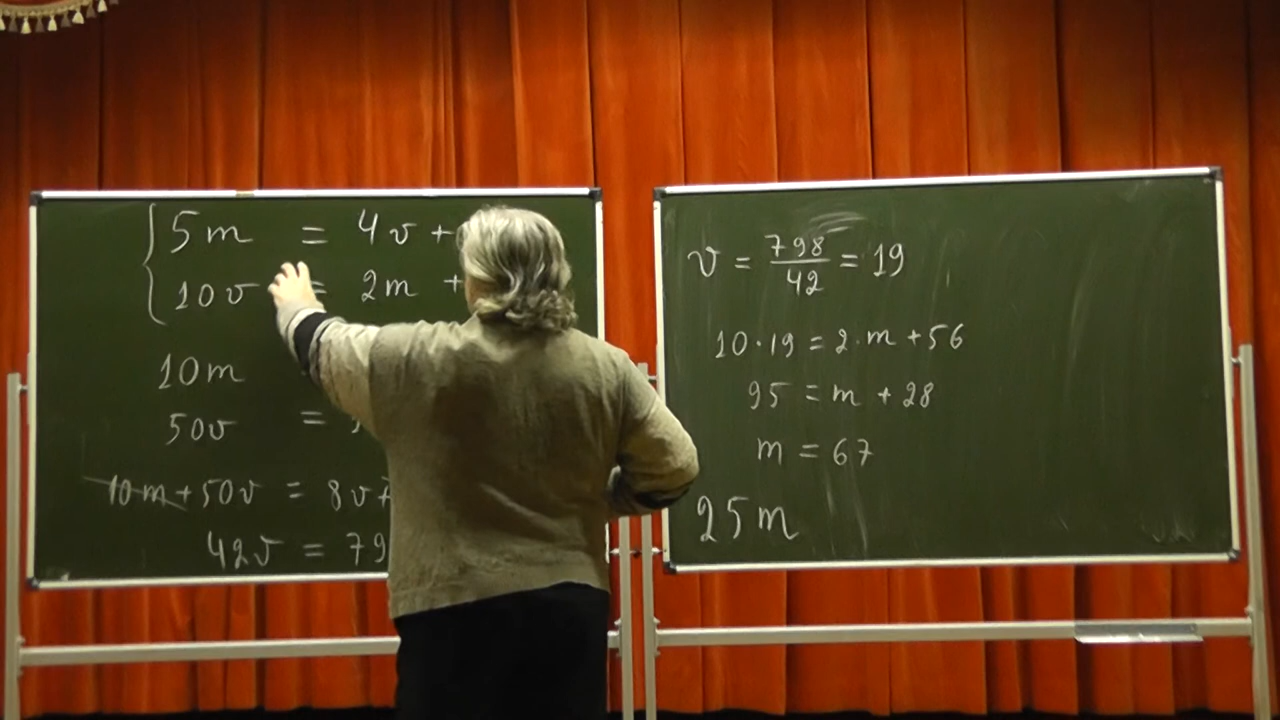 5m = 4v +
10v = 2m +
10m
50v =
10m + 50v = 8v +
42v = 79
v = 798/42 = 19
10·19 = 2·m + 56
95 = m + 28
m = 67
25m